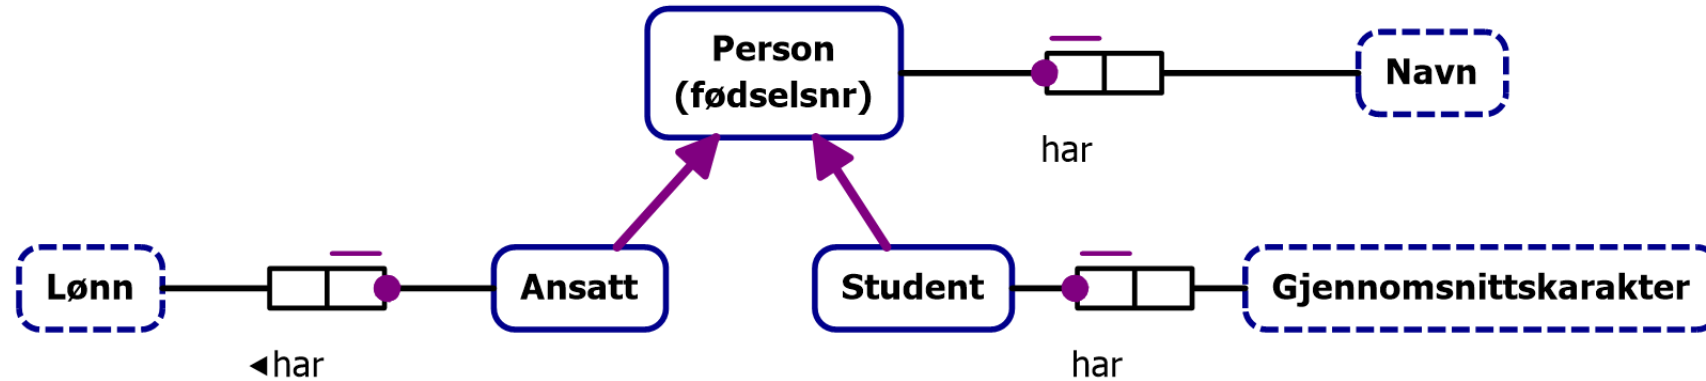 Person
(fødselsnr)
Navn
har
Lønn
Ansatt
Student
Gjennomsnittskarakter
◄har
har